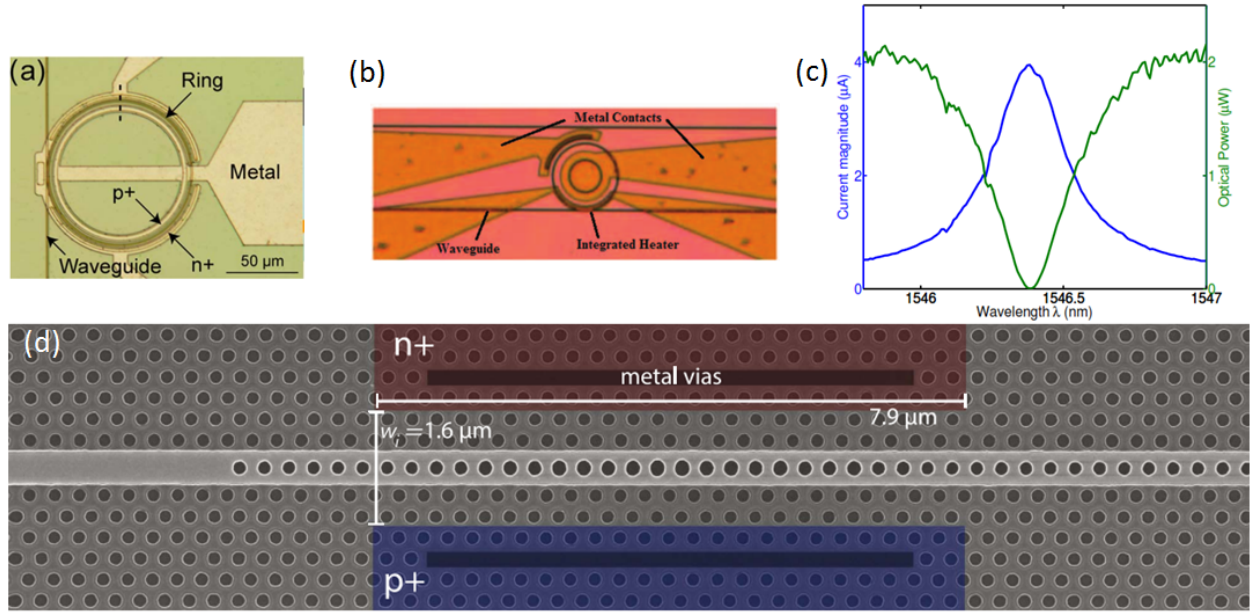 (a)
Ring
Metal
p+
n+
Waveguide
50 μm
(b)
Metal Contacts
Waveguide
Integrated Heater
(c)
Current magnitude (μA)
4
2
0
Optical Power (μW)
2
1
0
1546
1546.5
1547
Wavelength λ (nm)
(d)
n+
metal vias
7.9 μm
wᵢ =1.6 μm
p+